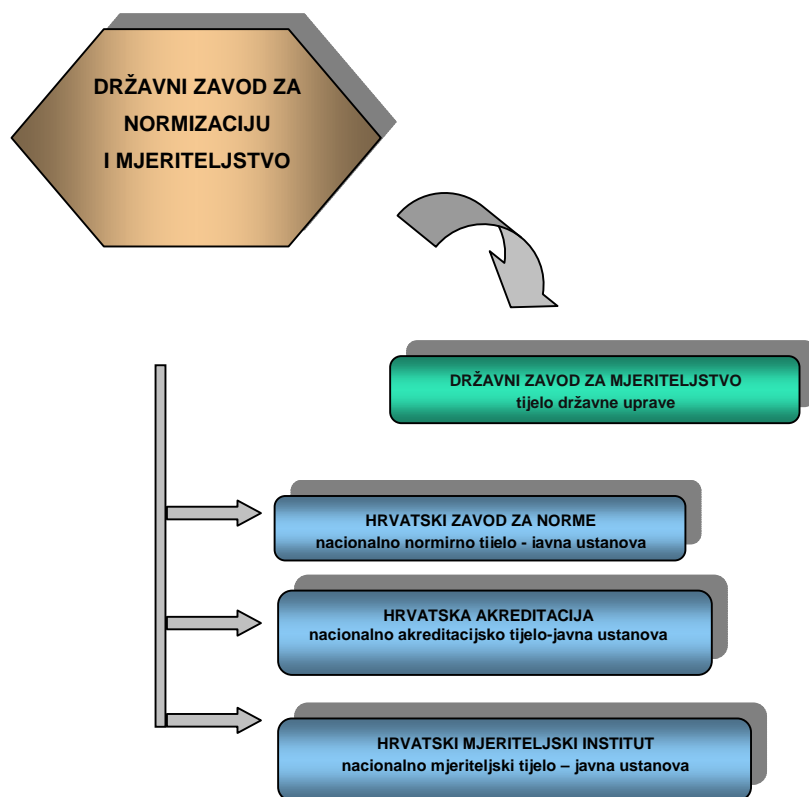 DRŽAVNI ZAVOD ZA
NORMIZACIJU
I MJERITELJSTVO
DRŽAVNI ZAVOD ZA MJERITELJSTVO
tijelo državne uprave
HRVATSKI ZAVOD ZA NORME
nacionalno normirno tijelo - javna ustanova
HRVATSKA AKREDITACIJA
nacionalno akreditacijsko tijelo-javna ustanova
HRVATSKI MJERITELJSKI INSTITUT
nacionalno mjeriteljski tijelo – javna ustanova